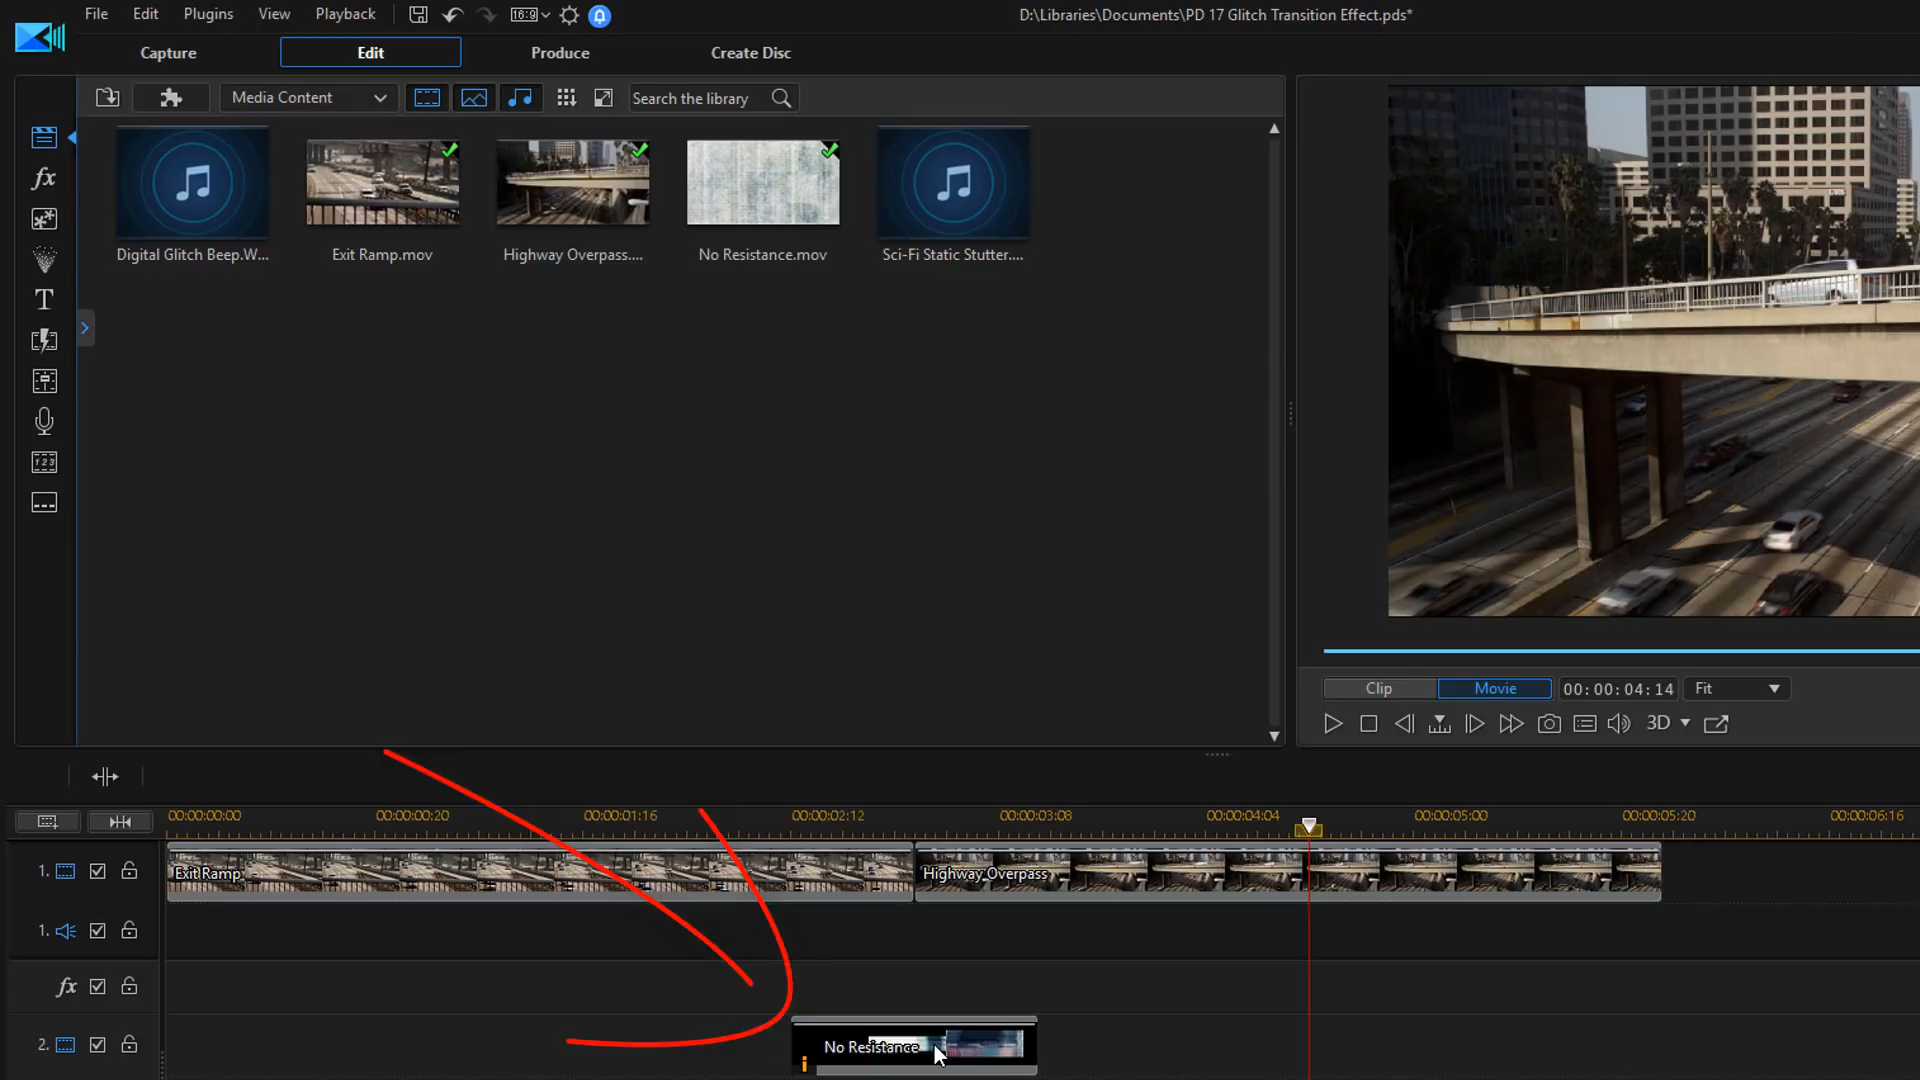 File Edit Plugins View Playback 16:9 D:\Libraries\Documents\PD 17 Glitch Transition Effect.pds*
Capture Edit Produce Create Disc
Media Content Search the library
Digital Glitch Beep.W... Exit Ramp.mov Highway Overpass.... No Resistance.mov Sci-Fi Static Stutter....
fx
T
123
Clip Movie 00:00:04:14 Fit
3D
00:00:00:00 00:00:00:20 00:00:01:16 00:00:02:12 00:00:03:08 00:00:04:04 00:00:05:00 00:00:05:20 00:00:06:16
1. Exit Ramp Highway Overpass
1.
fx
2. No Resistance
i